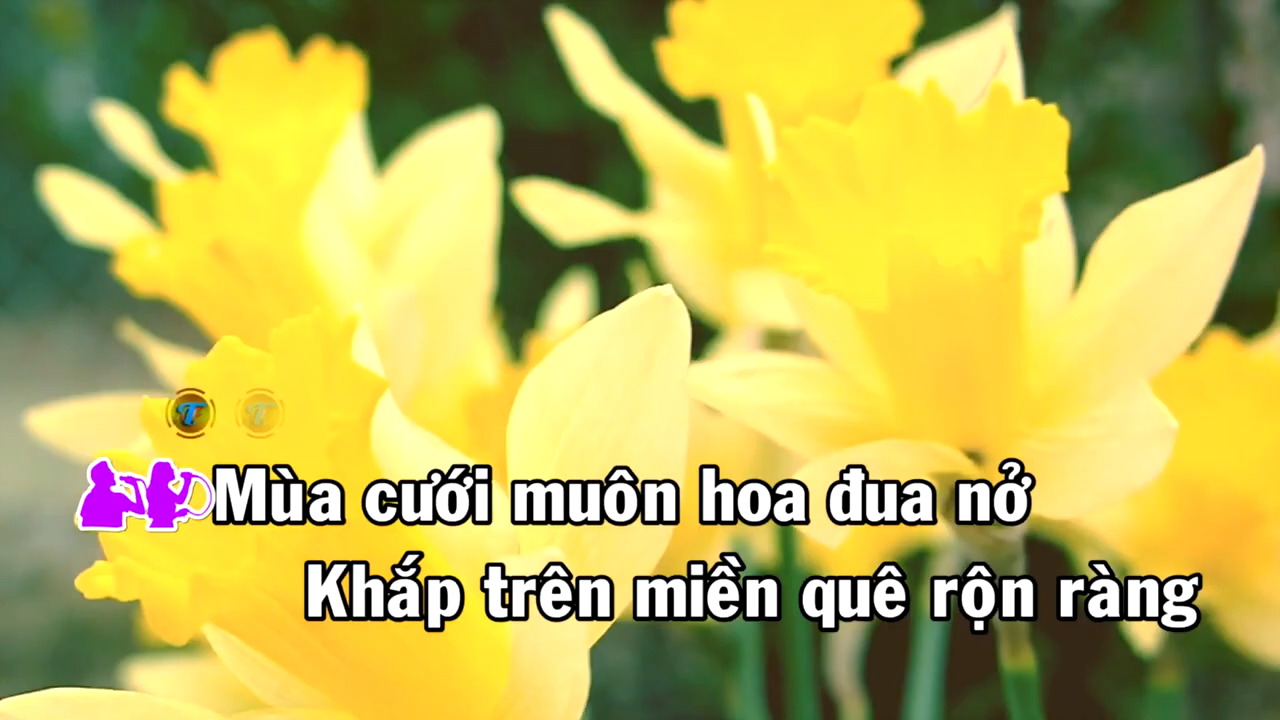 T T
Mùa cưới muôn hoa đua nở
Khắp trên miền quê rộn ràng